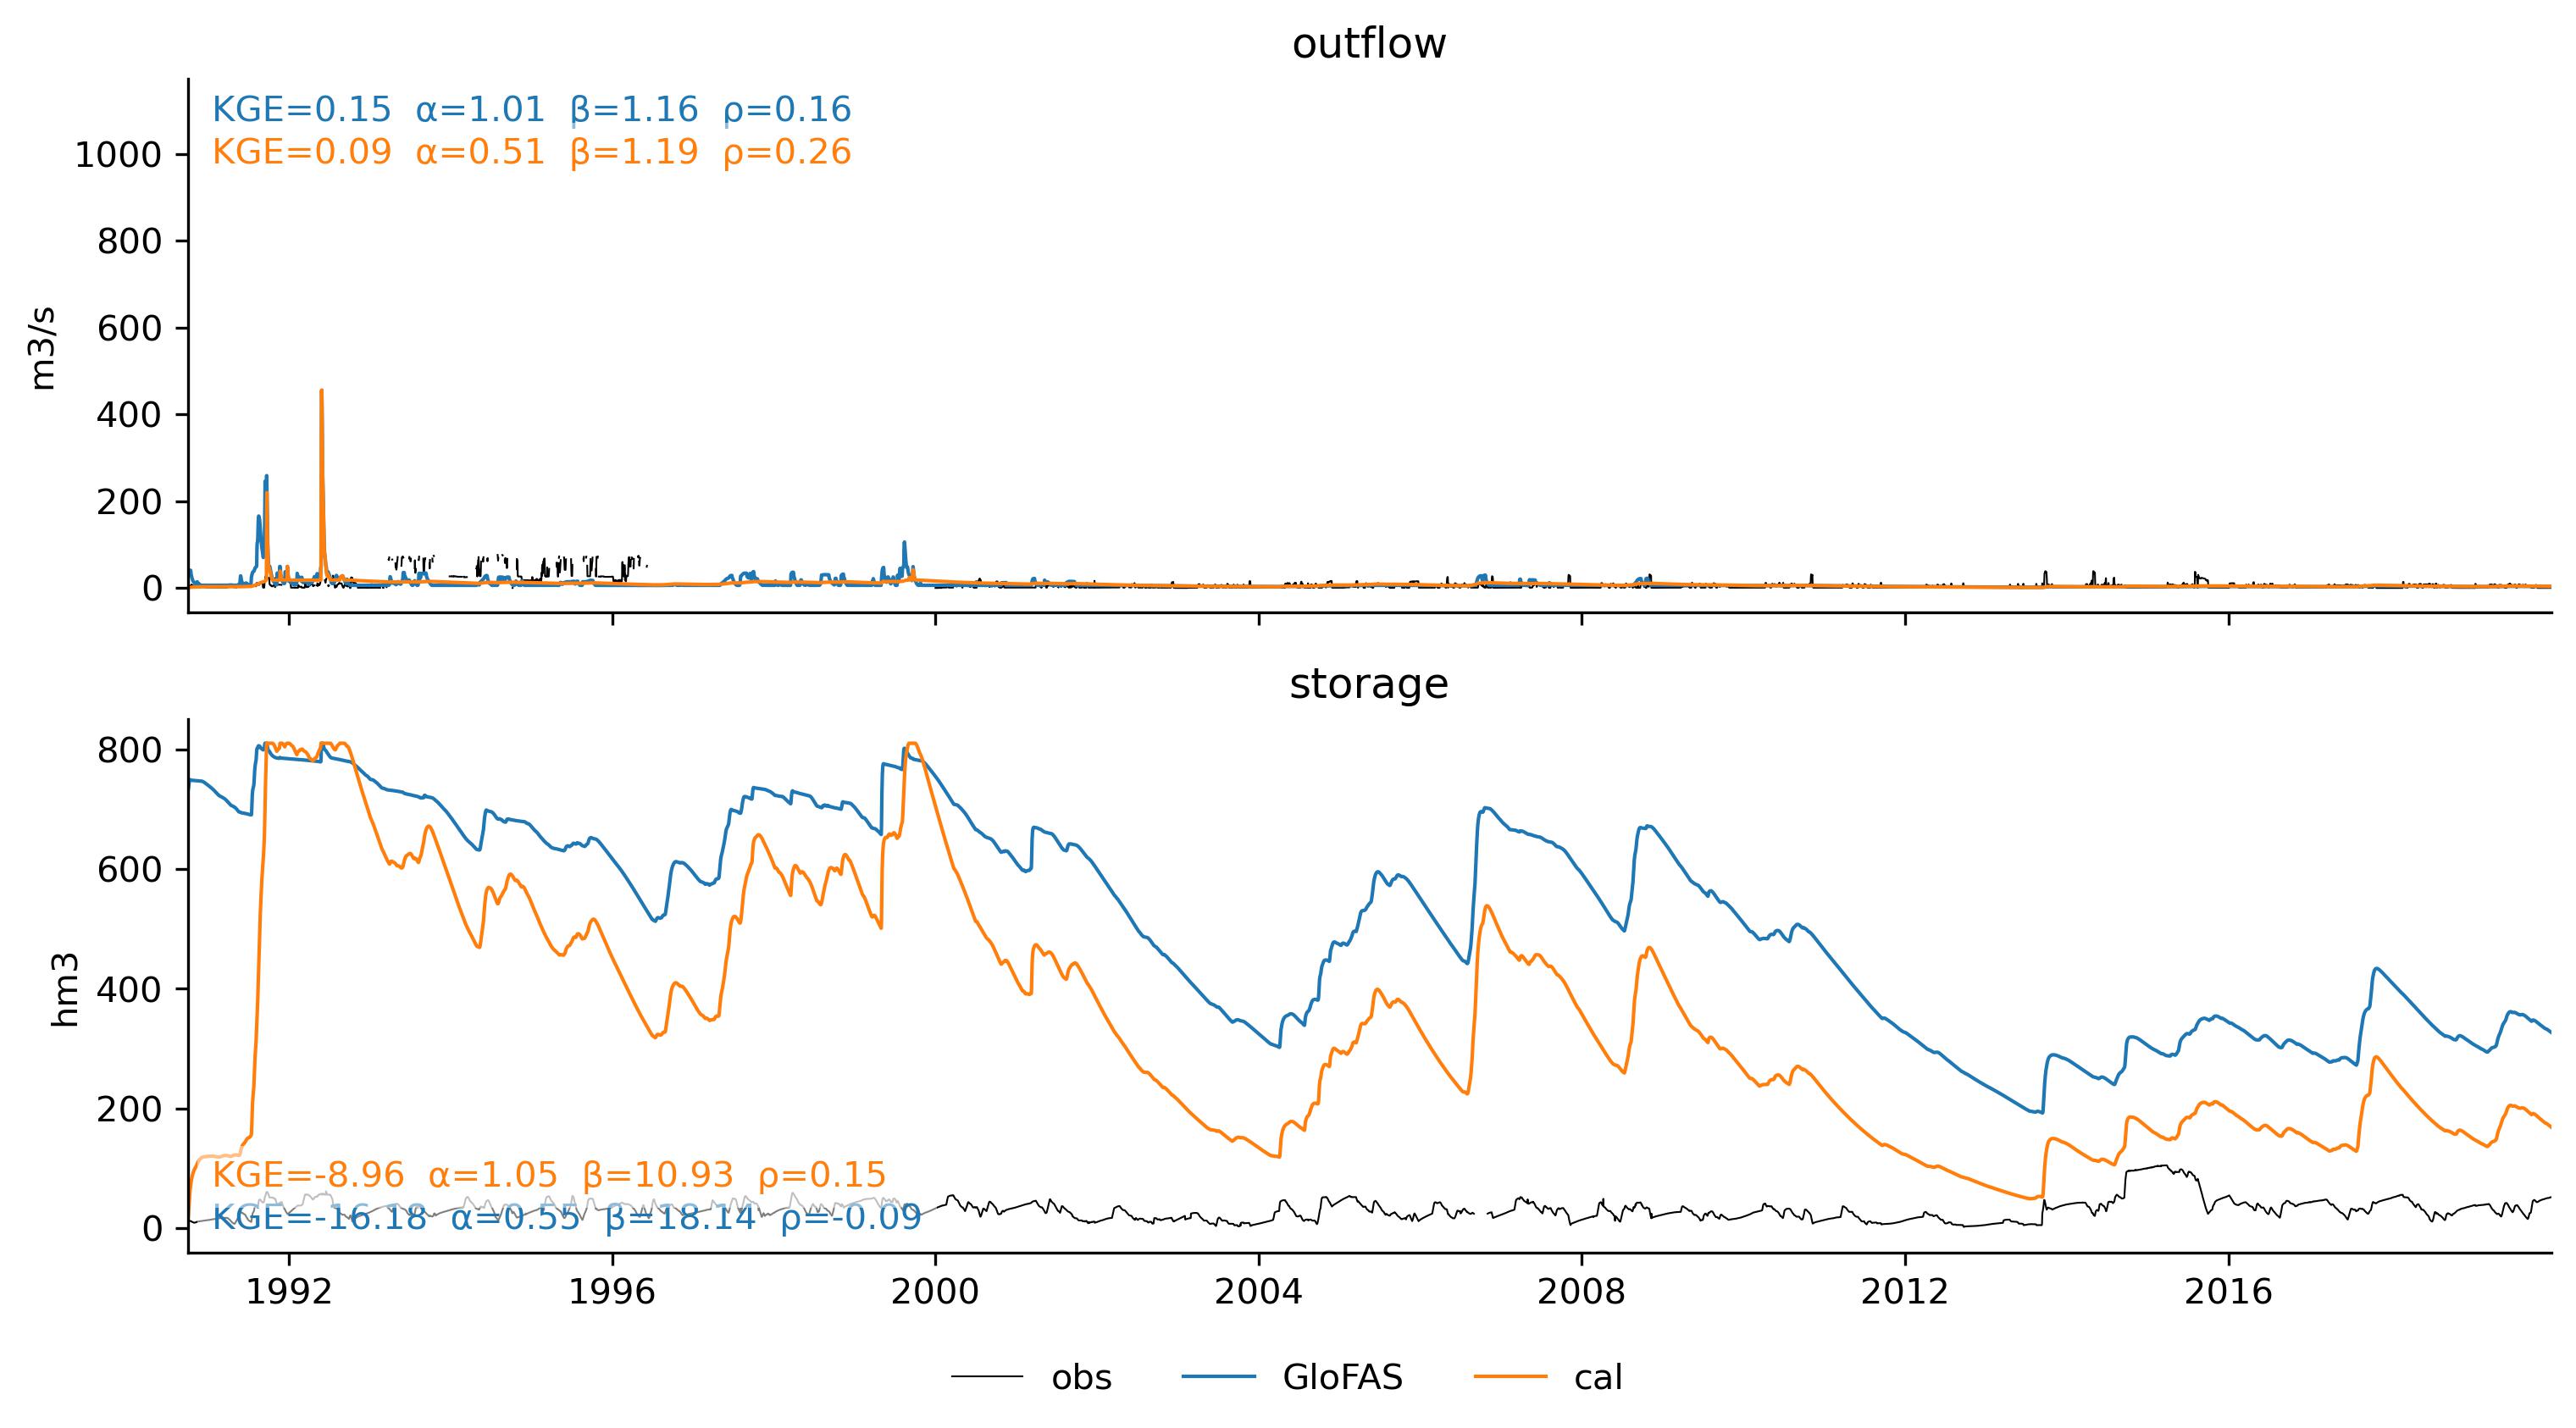 outflow
KGE=0.15 α=1.01 β=1.16 ρ=0.16
KGE=0.09 α=0.51 β=1.19 ρ=0.26
1000
800
600
400
200
0
m3/s
storage
800
600
400
200
0
hm3
KGE=-8.96 α=1.05 β=10.93 ρ=0.15
KGE=-16.18 α=0.55 β=18.14 ρ=-0.09
1992 1996 2000 2004 2008 2012 2016
obs GloFAS cal